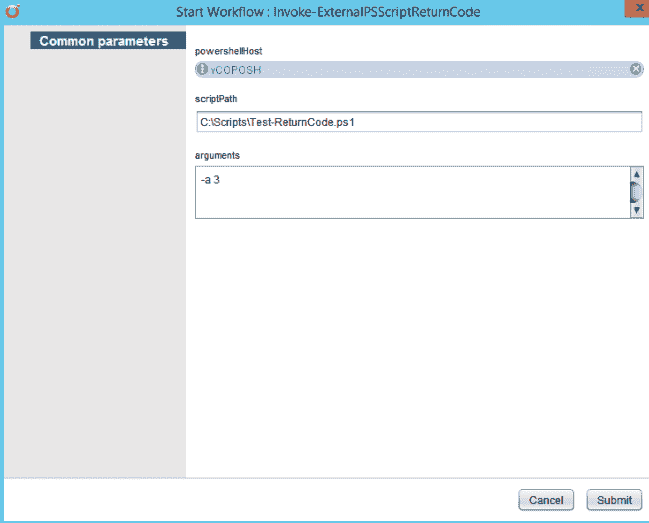 Start Workflow : Invoke-ExternalPSScriptReturnCode
Common parameters
powershellHost
vCOPOSH
scriptPath
C:\Scripts\Test-ReturnCode.ps1
arguments
-a 3
Cancel
Submit